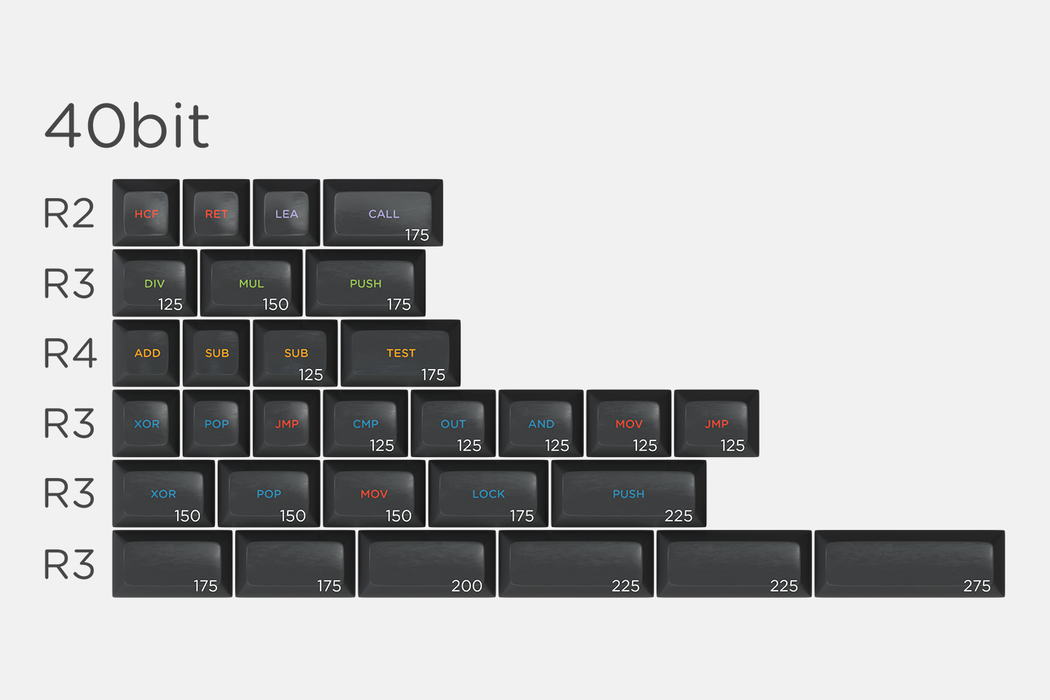 40bit
R2 HCF RET LEA CALL 175
R3 DIV 125 MUL 150 PUSH 175
R4 ADD SUB SUB 125 TEST 175
R3 XOR POP JMP CMP 125 OUT 125 AND 125 MOV 125 JMP 125
R3 XOR 150 POP 150 MOV 150 LOCK 175 PUSH 225
R3 175 175 200 225 225 275